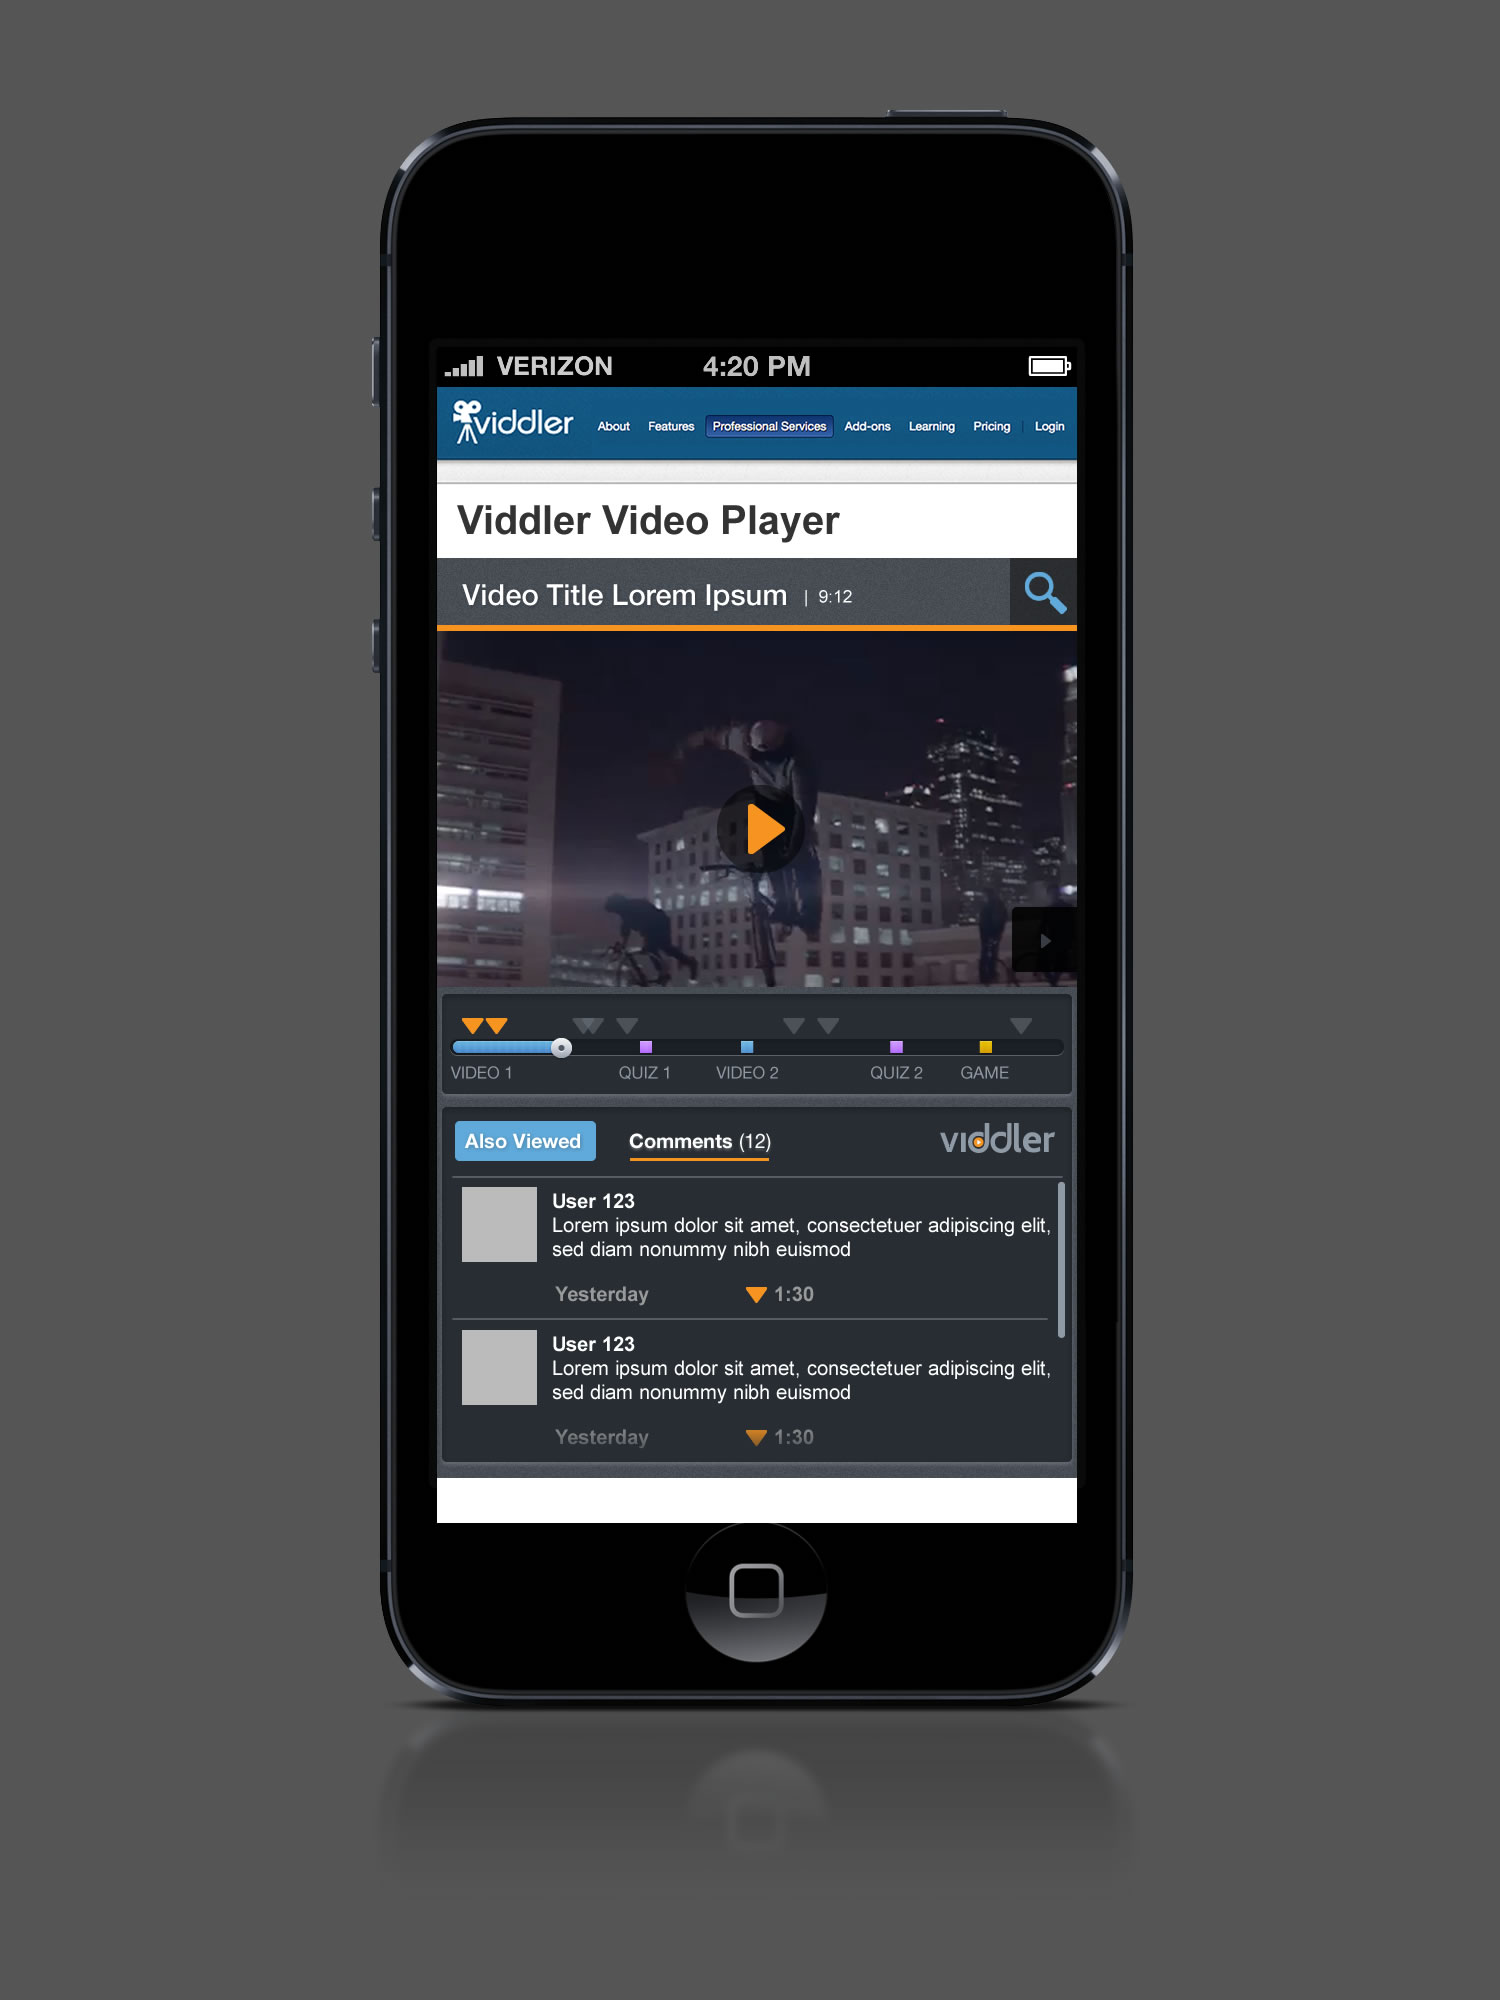 VERIZON 4:20 PM
viddler About Features Professional Services Add-ons Learning Pricing | Login
Viddler Video Player
Video Title Lorem Ipsum | 9:12
VIDEO 1 QUIZ 1 VIDEO 2 QUIZ 2 GAME
Also Viewed Comments (12) viddler
User 123
Lorem ipsum dolor sit amet, consectetuer adipiscing elit,
sed diam nonummy nibh euismod
Yesterday 1:30
User 123
Lorem ipsum dolor sit amet, consectetuer adipiscing elit,
sed diam nonummy nibh euismod
Yesterday 1:30